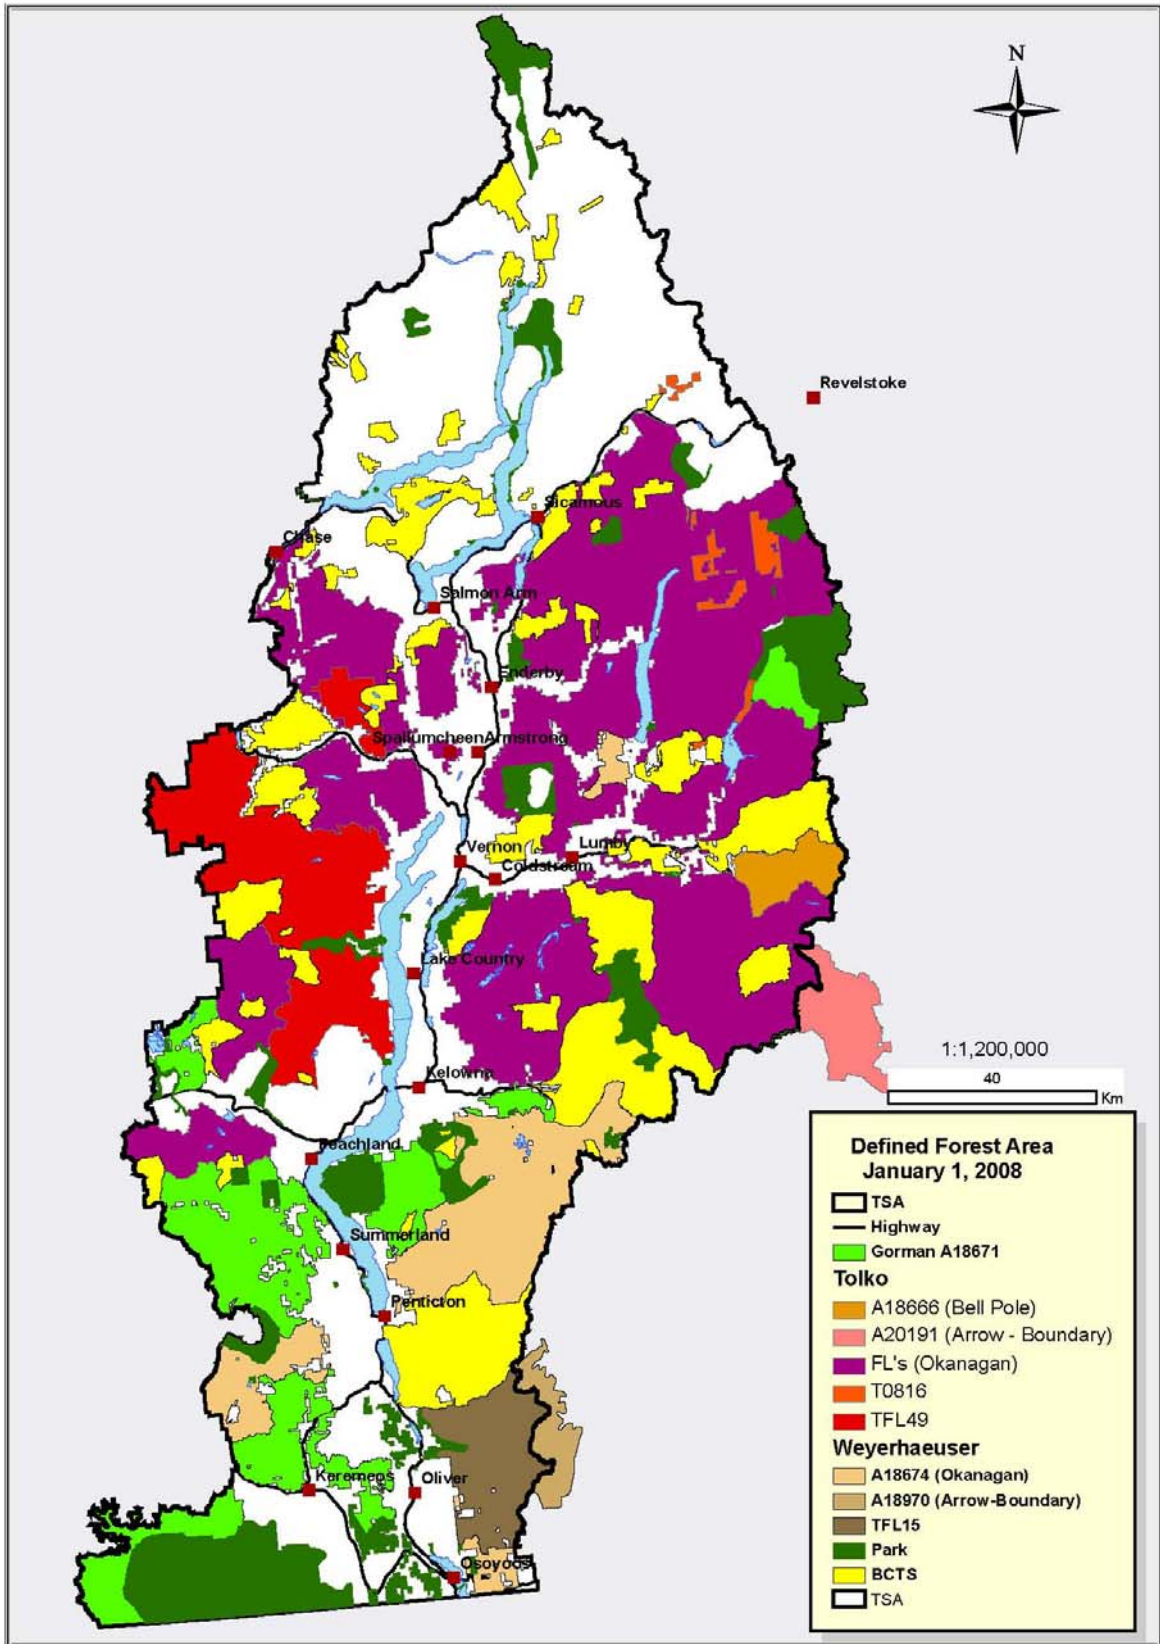 N
Revelstoke
Sicamous
Chase
Salmon Arm
Enderby
Spallumcheen
Armstrong
Vernon
Lumby
Coldstream
Lake Country
Kelowna
Peachland
Summerland
Penticton
Keremeos
Oliver
Osoyoos
1:1,200,000
40
Km
Defined Forest Area
January 1, 2008
TSA
Highway
Gorman A18671
Tolko
A18666 (Bell Pole)
A20191 (Arrow - Boundary)
FL's (Okanagan)
T0816
TFL49
Weyerhaeuser
A18674 (Okanagan)
A18970 (Arrow-Boundary)
TFL15
Park
BCTS
TSA